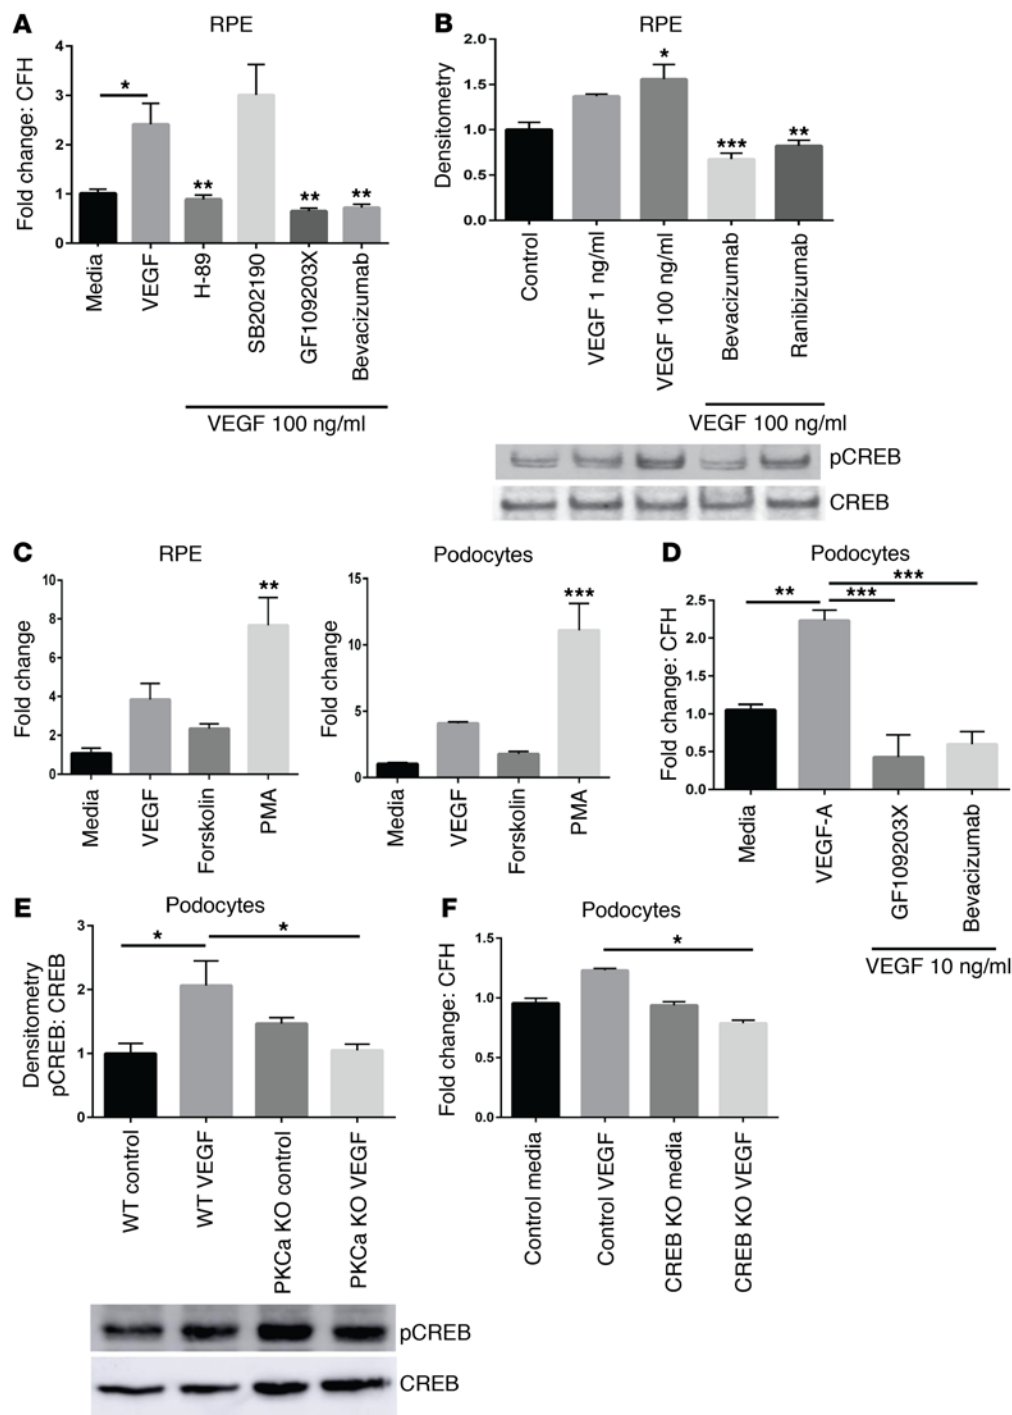 A
RPE
Fold change: CFH
4
3
2
1
0
*
**
**
**
Media
VEGF
H-89
SB202190
GF109203X
Bevacizumab
VEGF 100 ng/ml
B
RPE
Densitometry
2.0
1.5
1.0
0.5
0.0
*
***
**
Control
VEGF 1 ng/ml
VEGF 100 ng/ml
Bevacizumab
Ranibizumab
VEGF 100 ng/ml
pCREB
CREB
C
RPE
Fold change
10
8
6
4
2
0
**
Media
VEGF
Forskolin
PMA
Podocytes
Fold change
15
10
5
0
***
Media
VEGF
Forskolin
PMA
D
Podocytes
Fold change: CFH
2.5
2.0
1.5
1.0
0.5
0.0
**
***
***
Media
VEGF-A
GF109203X
Bevacizumab
VEGF 10 ng/ml
E
Podocytes
Densitometry
pCREB: CREB
3
2
1
0
*
*
WT control
WT VEGF
PKCa KO control
PKCa KO VEGF
pCREB
CREB
F
Podocytes
Fold change: CFH
1.5
1.0
0.5
0.0
*
Control media
Control VEGF
CREB KO media
CREB KO VEGF